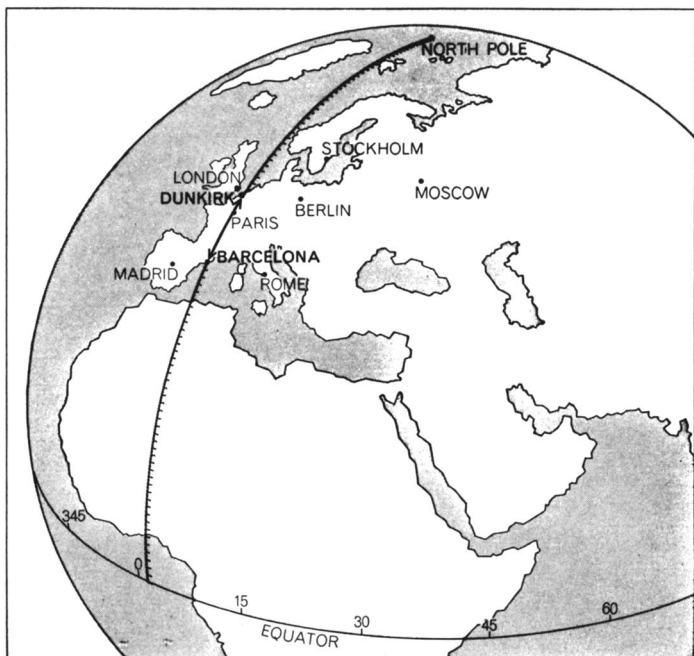 NORTH POLE
STOCKHOLM
LONDON
MOSCOW
DUNKIRK
BERLIN
PARIS
BARCELONA
MADRID
ROME
345
0
15
30
45
60
EQUATOR